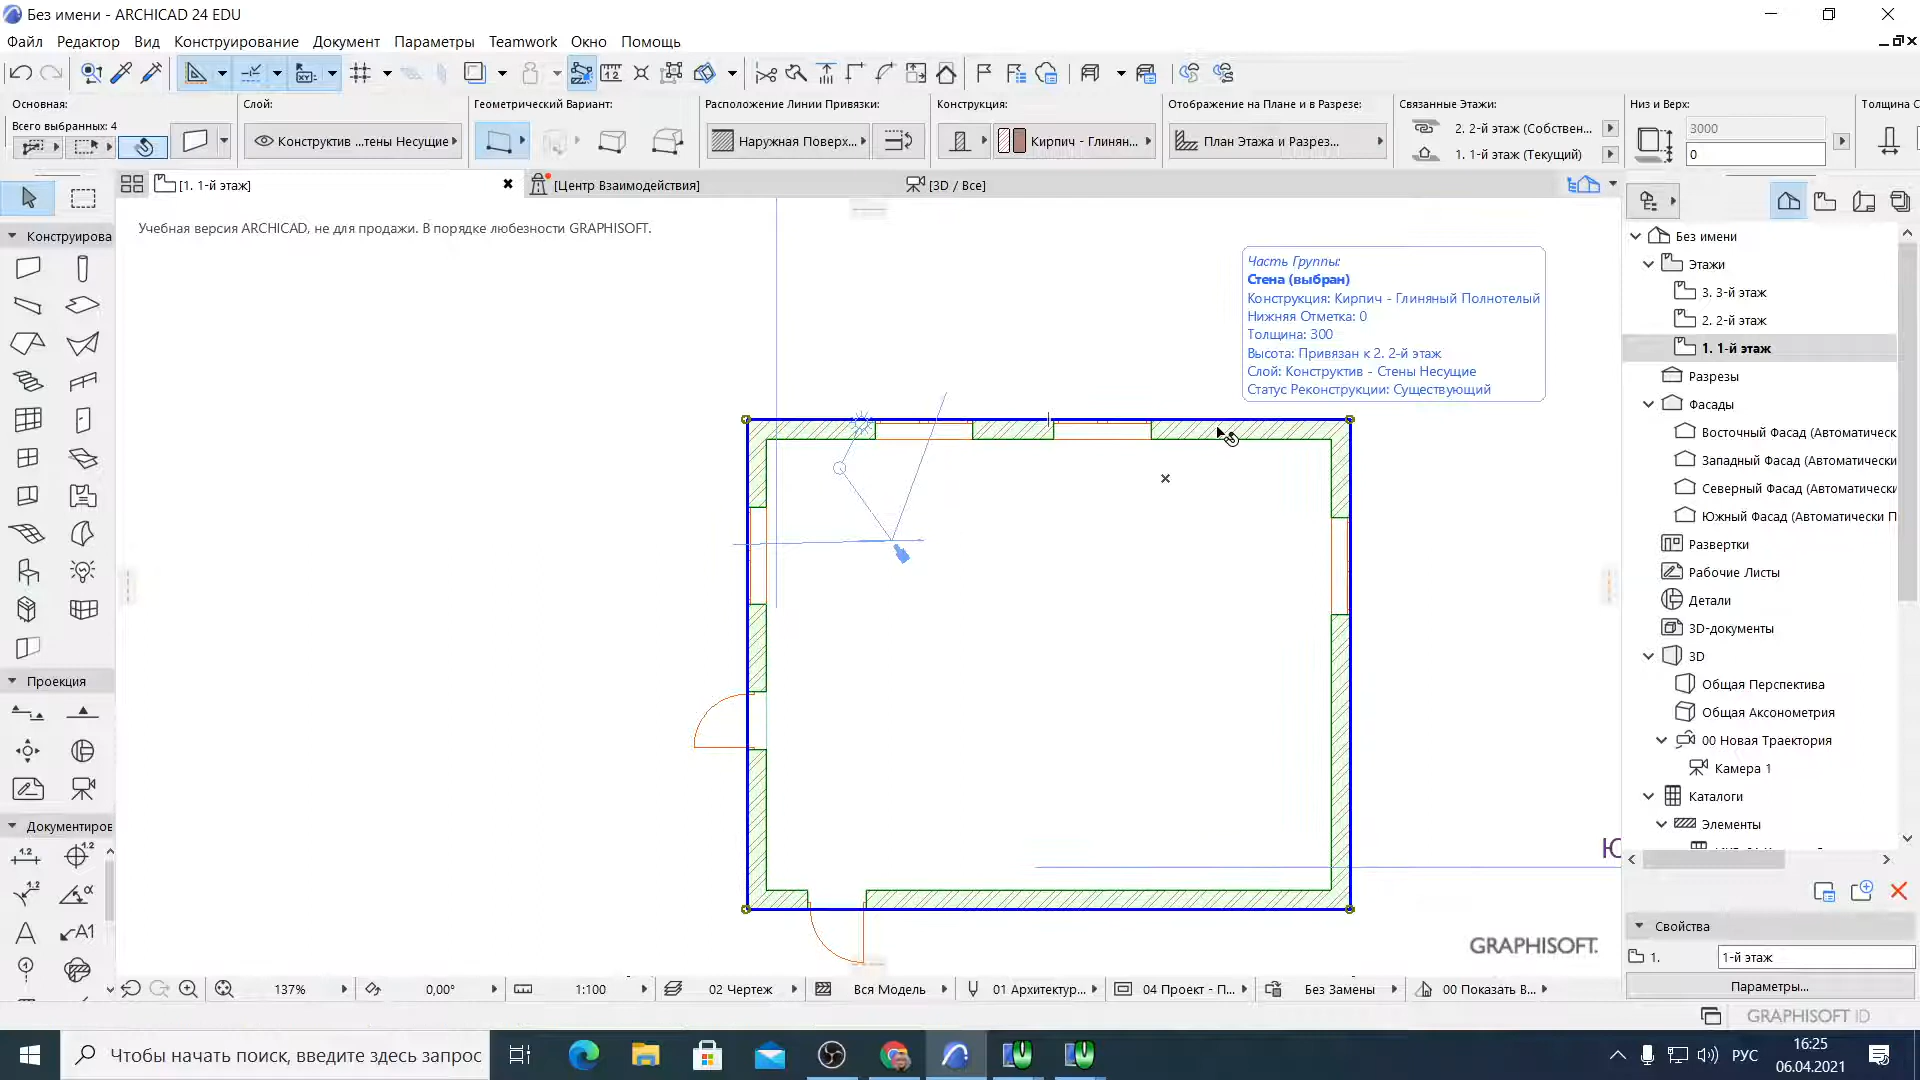 Без имени - ARCHICAD 24 EDU
Файл Редактор Вид Конструирование Документ Параметры Teamwork Окно Помощь
Основная:
Всего выбранных: 4
Слой:
Конструктив ...тены Несущие
Геометрический Вариант:
Расположение Линии Привязки:
Наружная Поверх...
Конструкция:
Кирпич - Глинян...
Отображение на Плане и в Разрезе:
План Этажа и Разрез...
Связанные Этажи:
2. 2-й этаж (Собствен...
1. 1-й этаж (Текущий)
Низ и Верх:
3000
0
Толщина С
[1. 1-й этаж]
[Центр Взаимодействия]
[3D / Все]
Конструирова
Проекция
Документиров
Учебная версия ARCHICAD, не для продажи. В порядке любезности GRAPHISOFT.
Часть Группы:
Стена (выбран)
Конструкция: Кирпич - Глиняный Полнотелый
Нижняя Отметка: 0
Толщина: 300
Высота: Привязан к 2. 2-й этаж
Слой: Конструктив - Стены Несущие
Статус Реконструкции: Существующий
Ю
GRAPHISOFT.
Без имени
Этажи
3. 3-й этаж
2. 2-й этаж
1. 1-й этаж
Разрезы
Фасады
Восточный Фасад (Автоматическ
Западный Фасад (Автоматически
Северный Фасад (Автоматически
Южный Фасад (Автоматически П
Развертки
Рабочие Листы
Детали
3D-документы
3D
Общая Перспектива
Общая Аксонометрия
00 Новая Траектория
Камера 1
Каталоги
Элементы
Свойства
1. 1-й этаж
Параметры...
137% 0,00° 1:100 02 Чертеж Вся Модель 01 Архитектур... 04 Проект - П... Без Замены 00 Показать В...
GRAPHISOFT ID
Чтобы начать поиск, введите здесь запрос
РУС
16:25
06.04.2021